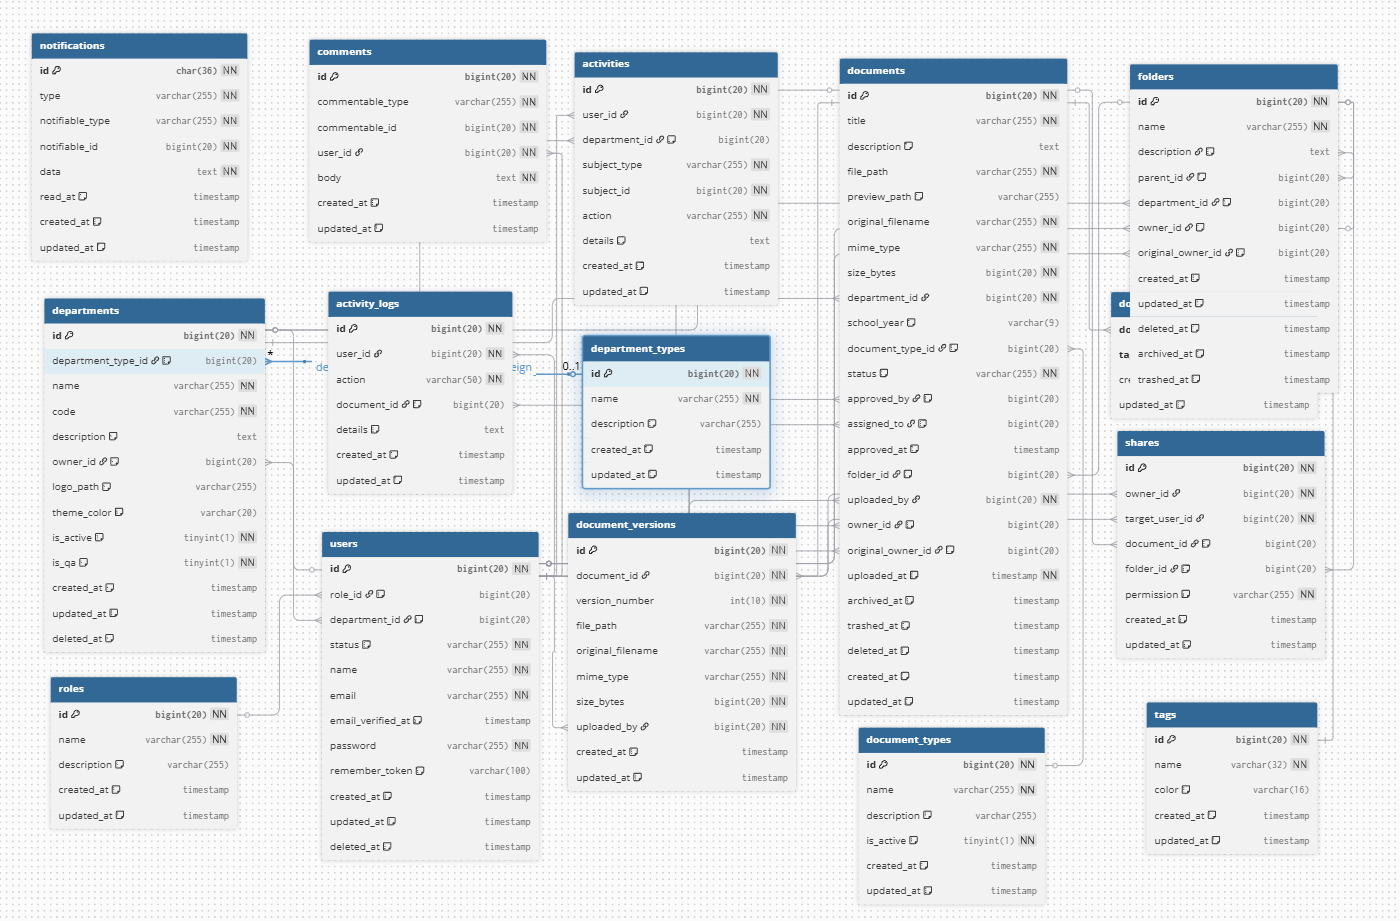 notifications
id char(36) NN
type varchar(255) NN
notifiable_type varchar(255) NN
notifiable_id bigint(20) NN
data text NN
read_at timestamp
created_at timestamp
updated_at timestamp
comments
id bigint(20) NN
commentable_type varchar(255) NN
commentable_id bigint(20) NN
user_id bigint(20) NN
body text NN
created_at timestamp
updated_at timestamp
activities
id bigint(20) NN
user_id bigint(20) NN
department_id bigint(20)
subject_type varchar(255) NN
subject_id bigint(20) NN
action varchar(255) NN
details text
created_at timestamp
updated_at timestamp
documents
id bigint(20) NN
title varchar(255) NN
description text
file_path varchar(255) NN
preview_path varchar(255)
original_filename varchar(255) NN
mime_type varchar(255) NN
size_bytes bigint(20) NN
department_id bigint(20) NN
school_year varchar(9)
document_type_id bigint(20)
status varchar(255) NN
approved_by bigint(20)
assigned_to bigint(20)
approved_at timestamp
folder_id bigint(20)
uploaded_by bigint(20) NN
owner_id bigint(20)
original_owner_id bigint(20)
uploaded_at timestamp NN
archived_at timestamp
trashed_at timestamp
deleted_at timestamp
created_at timestamp
updated_at timestamp
folders
id bigint(20) NN
name varchar(255) NN
description text
parent_id bigint(20)
department_id bigint(20)
owner_id bigint(20)
original_owner_id bigint(20)
created_at timestamp
updated_at timestamp
deleted_at timestamp
archived_at timestamp
trashed_at timestamp
do
do
ta
cre
updated_at timestamp
departments
id bigint(20) NN
department_type_id bigint(20)
name varchar(255) NN
code varchar(255) NN
description text
owner_id bigint(20)
logo_path varchar(255)
theme_color varchar(20)
is_active tinyint(1) NN
is_qa tinyint(1) NN
created_at timestamp
updated_at timestamp
deleted_at timestamp
*
de
eign
0..1
activity_logs
id bigint(20) NN
user_id bigint(20) NN
action varchar(50) NN
document_id bigint(20)
details text
created_at timestamp
updated_at timestamp
department_types
id bigint(20) NN
name varchar(255) NN
description varchar(255)
created_at timestamp
updated_at timestamp
shares
id bigint(20) NN
owner_id bigint(20) NN
target_user_id bigint(20) NN
document_id bigint(20)
folder_id bigint(20)
permission varchar(255) NN
created_at timestamp
updated_at timestamp
users
id bigint(20) NN
role_id bigint(20)
department_id bigint(20)
status varchar(255) NN
name varchar(255) NN
email varchar(255) NN
email_verified_at timestamp
password varchar(255) NN
remember_token varchar(100)
created_at timestamp
updated_at timestamp
deleted_at timestamp
document_versions
id bigint(20) NN
document_id bigint(20) NN
version_number int(10) NN
file_path varchar(255) NN
original_filename varchar(255) NN
mime_type varchar(255) NN
size_bytes bigint(20) NN
uploaded_by bigint(20) NN
created_at timestamp
updated_at timestamp
roles
id bigint(20) NN
name varchar(255) NN
description varchar(255)
created_at timestamp
updated_at timestamp
document_types
id bigint(20) NN
name varchar(255) NN
description varchar(255)
is_active tinyint(1) NN
created_at timestamp
updated_at timestamp
tags
id bigint(20) NN
name varchar(32) NN
color varchar(16)
created_at timestamp
updated_at timestamp